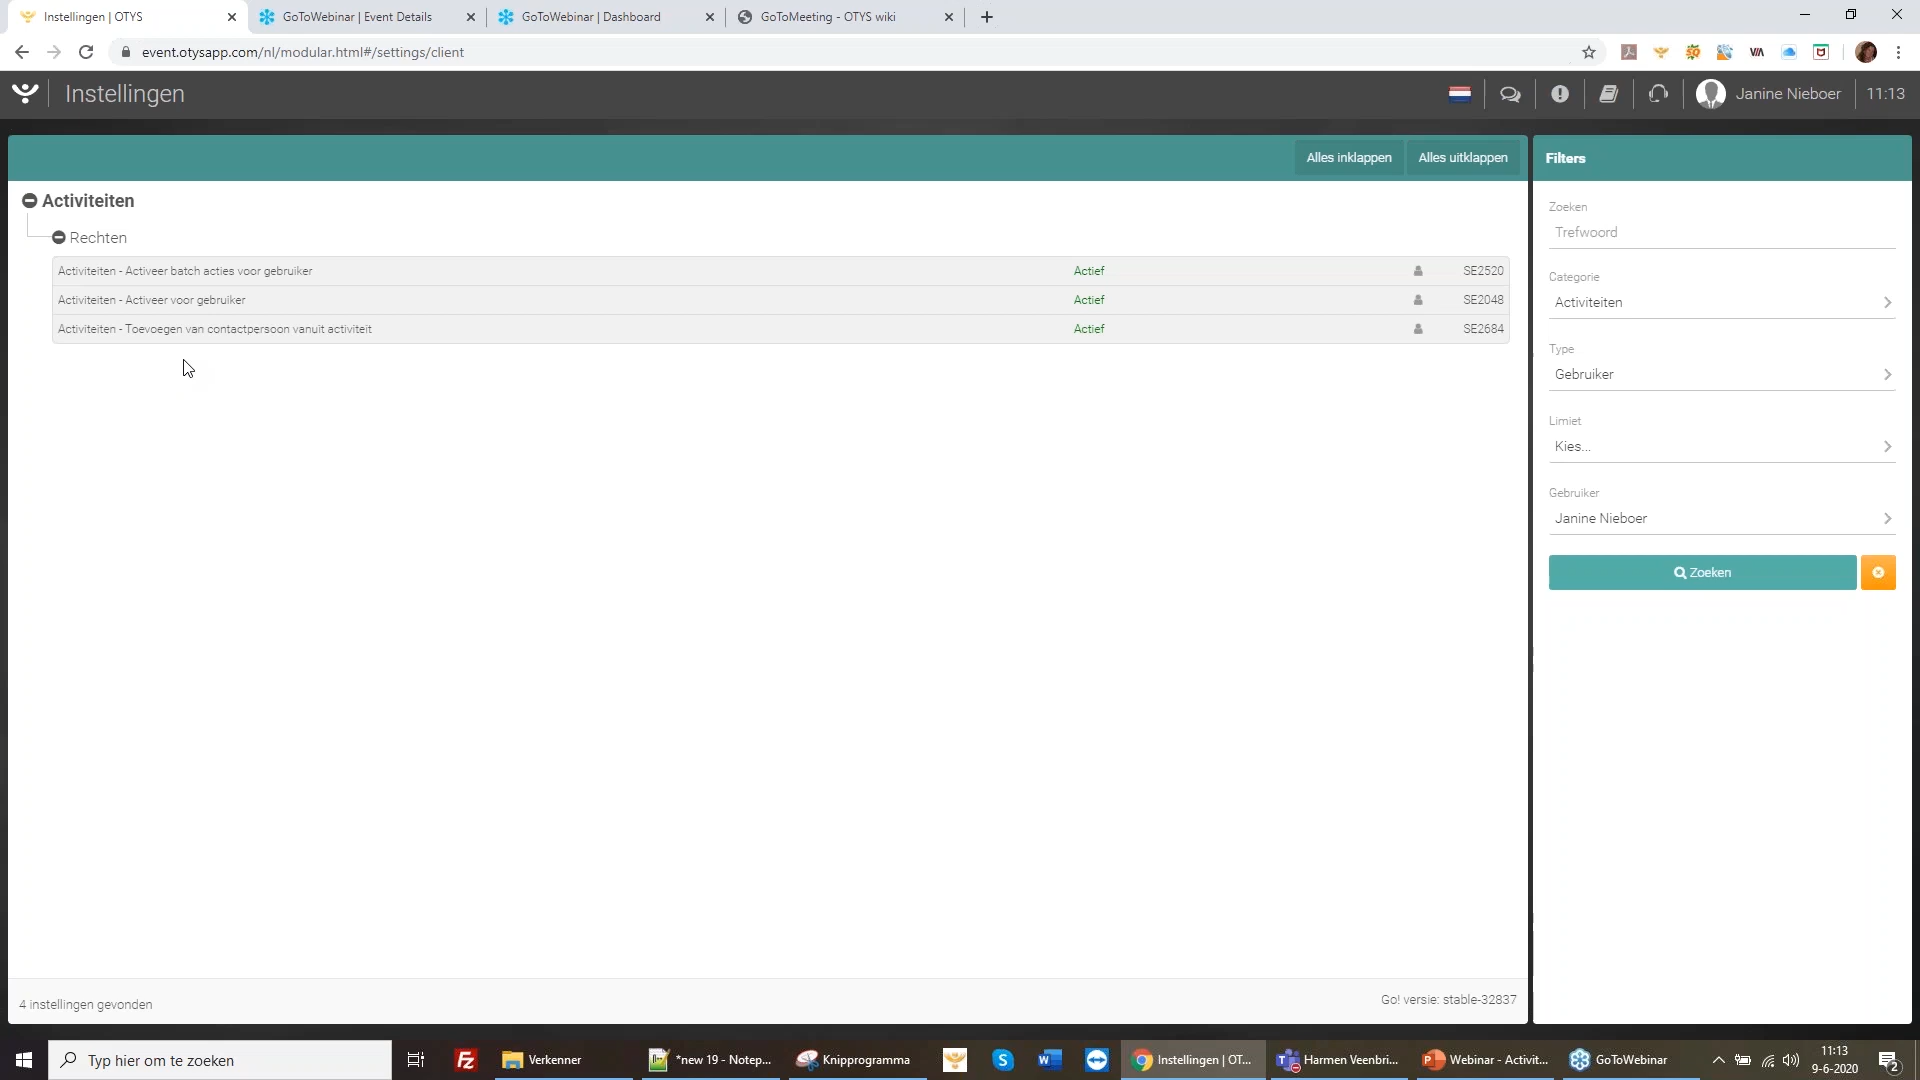 Instellingen | OTYS
GoToWebinar | Event Details
GoToWebinar | Dashboard
GoToMeeting - OTYS wiki
event.otysapp.com/nl/modular.html#/settings/client
Instellingen
Janine Nieboer
11:13
Alles inklappen
Alles uitklappen
Activiteiten
Rechten
Activiteiten - Activeer batch acties voor gebruiker Actief SE2520
Activiteiten - Activeer voor gebruiker Actief SE2048
Activiteiten - Toevoegen van contactpersoon vanuit activiteit Actief SE2684
4 instellingen gevonden
Go! versie: stable-32837
Filters
Zoeken
Trefwoord
Categorie
Activiteiten
Type
Gebruiker
Limiet
Kies...
Gebruiker
Janine Nieboer
Zoeken
Typ hier om te zoeken
Verkenner
*new 19 - Notep...
Knipprogramma
Instellingen | OT...
Harmen Veenbri...
Webinar - Activit...
GoToWebinar
11:13
9-6-2020
2